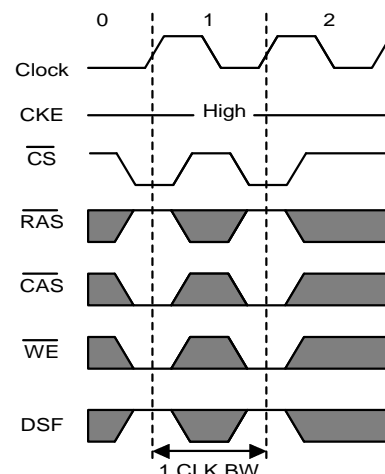 0 1 2
Clock
CKE High
CS
RAS
CAS
WE
DSF
1 CLK BW